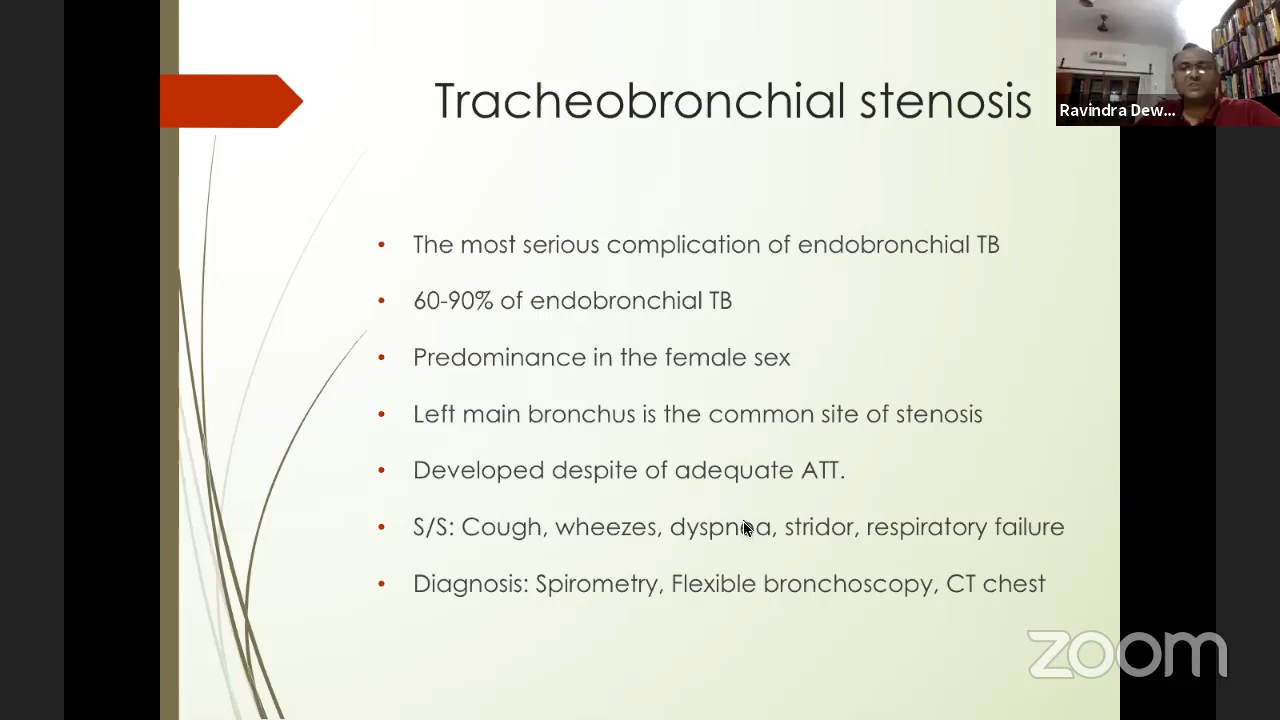 Tracheobronchial stenosis
Ravindra Dew...
• The most serious complication of endobronchial TB
• 60-90% of endobronchial TB
• Predominance in the female sex
• Left main bronchus is the common site of stenosis
• Developed despite of adequate ATT.
• S/S: Cough, wheezes, dyspnea, stridor, respiratory failure
• Diagnosis: Spirometry, Flexible bronchoscopy, CT chest
zoom